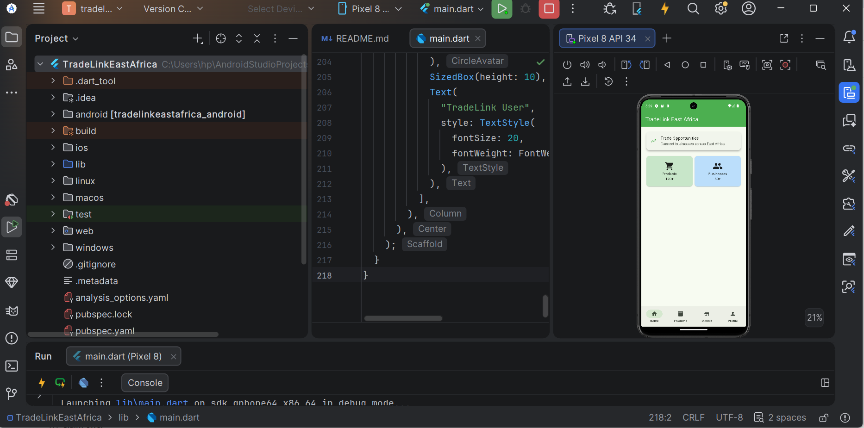 T tradel... Version C... Select Devi... Pixel 8 ... main.dart
Project
TradeLinkEastAfrica C:\Users\hp\AndroidStudioProject
.dart_tool
.idea
android [tradelinkeastafrica_android]
build
ios
lib
linux
macos
test
web
windows
.gitignore
.metadata
analysis_options.yaml
pubspec.lock
pubspec.yaml
M↓ README.md main.dart
204 ), CircleAvatar
205 SizedBox(height: 10),
206 Text(
207 "TradeLink User",
208 style: TextStyle(
209 fontSize: 20,
210 fontWeight: FontWe
211 ), TextStyle
212 ), Text
213 ],
214 ), Column
215 ), Center
216 ); Scaffold
217 }
218 }
Pixel 8 API 34
TradeLink East Africa
Trade Opportunities
21%
Run main.dart (Pixel 8)
Console
Launching lib\main.dart on sdk gphone64 x86 64 in debug mode
TradeLinkEastAfrica > lib > main.dart 218:2 CRLF UTF-8 2 spaces